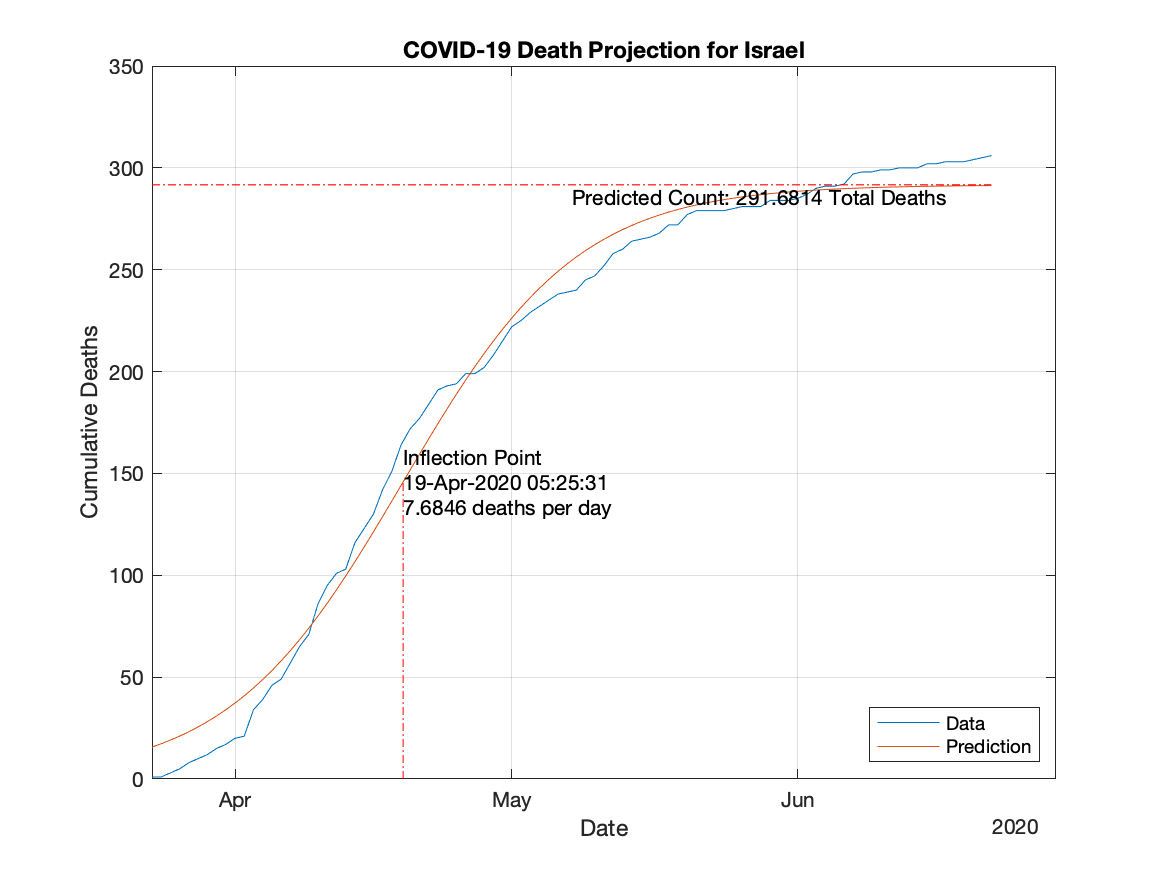 COVID-19 Death Projection for Israel
350
300
250
200
150
100
50
0
Cumulative Deaths
Predicted Count: 291.6814 Total Deaths
Inflection Point
19-Apr-2020 05:25:31
7.6846 deaths per day
Data
Prediction
Apr
May
Jun
Date
2020